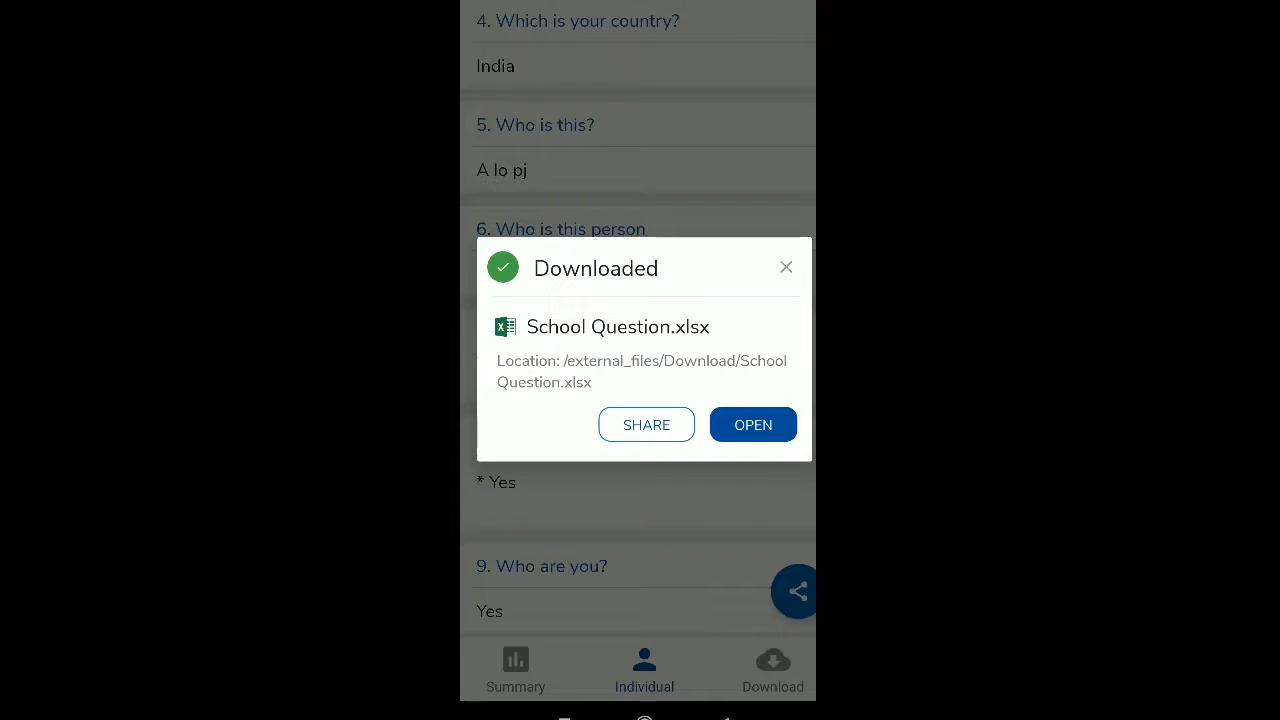 4. Which is your country?
India
5. Who is this?
A lo pj
6. Who is this person
Downloaded
School Question.xlsx
Location: /external_files/Download/School
Question.xlsx
SHARE
OPEN
* Yes
9. Who are you?
Yes
Summary
Individual
Download